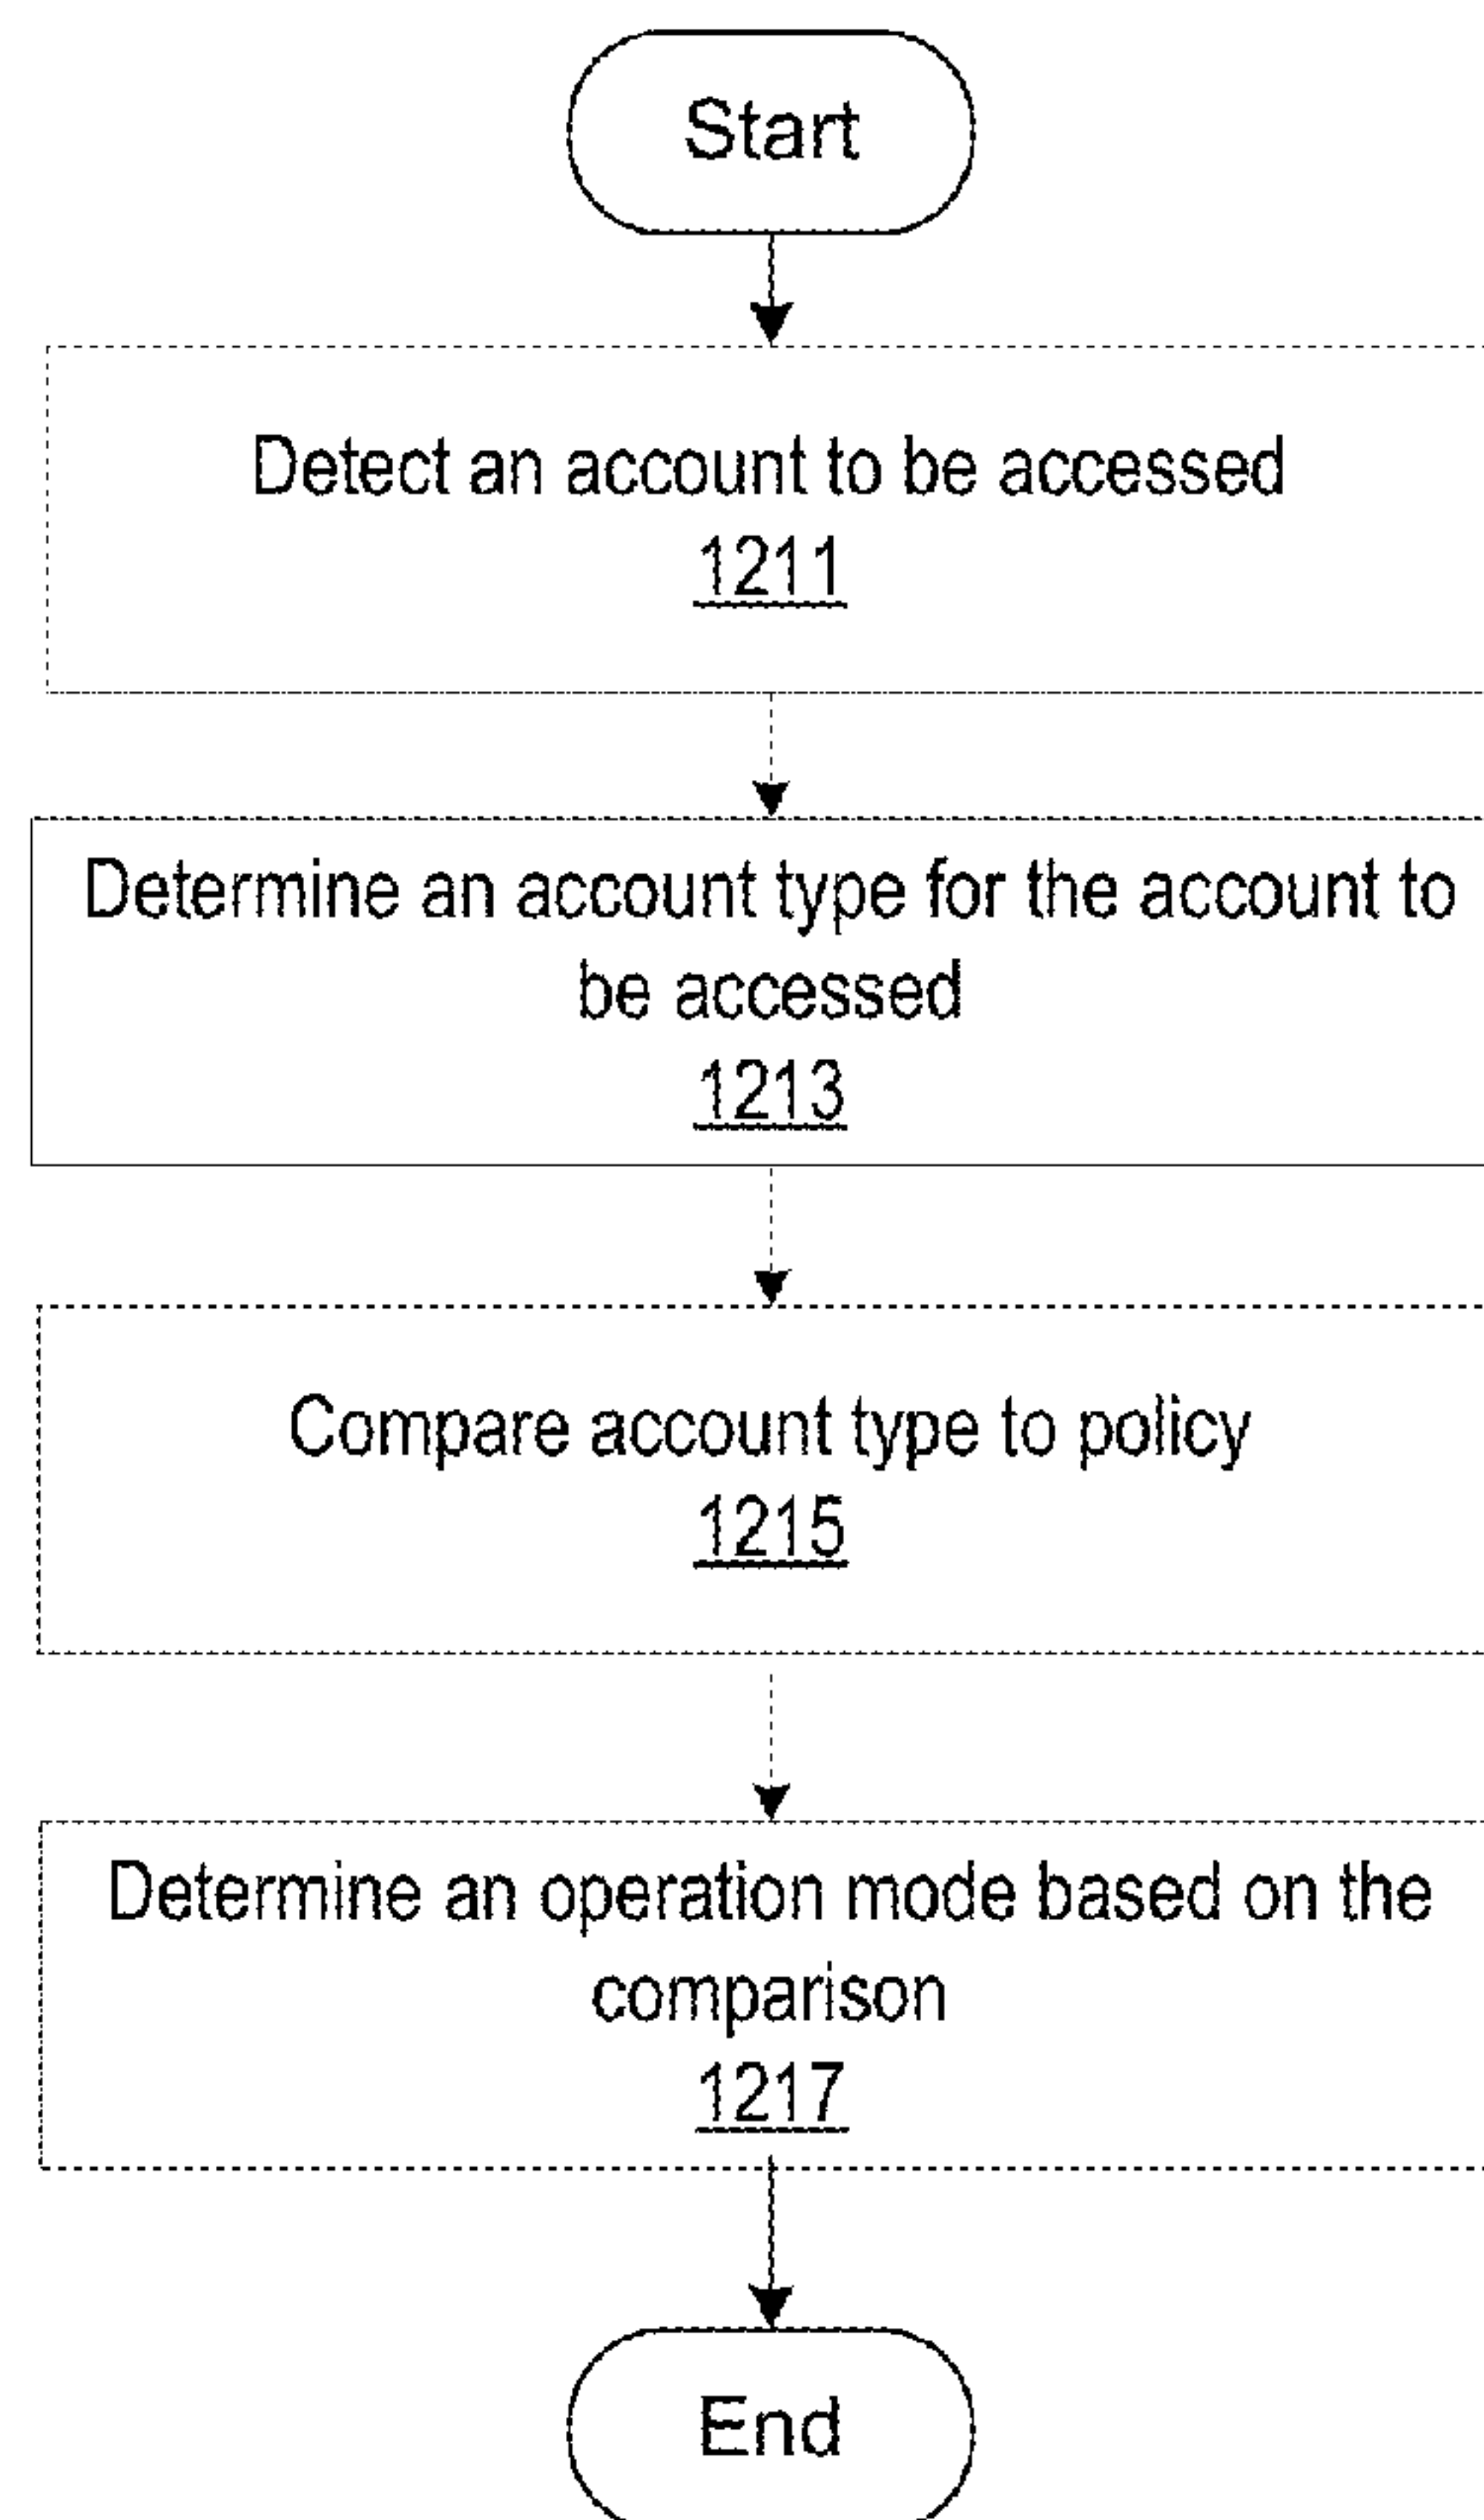 Start
Detect an account to be accessed
1211
Determine an account type for the account to
be accessed
1213
Compare account type to policy
1215
Determine an operation mode based on the
comparison
1217
End